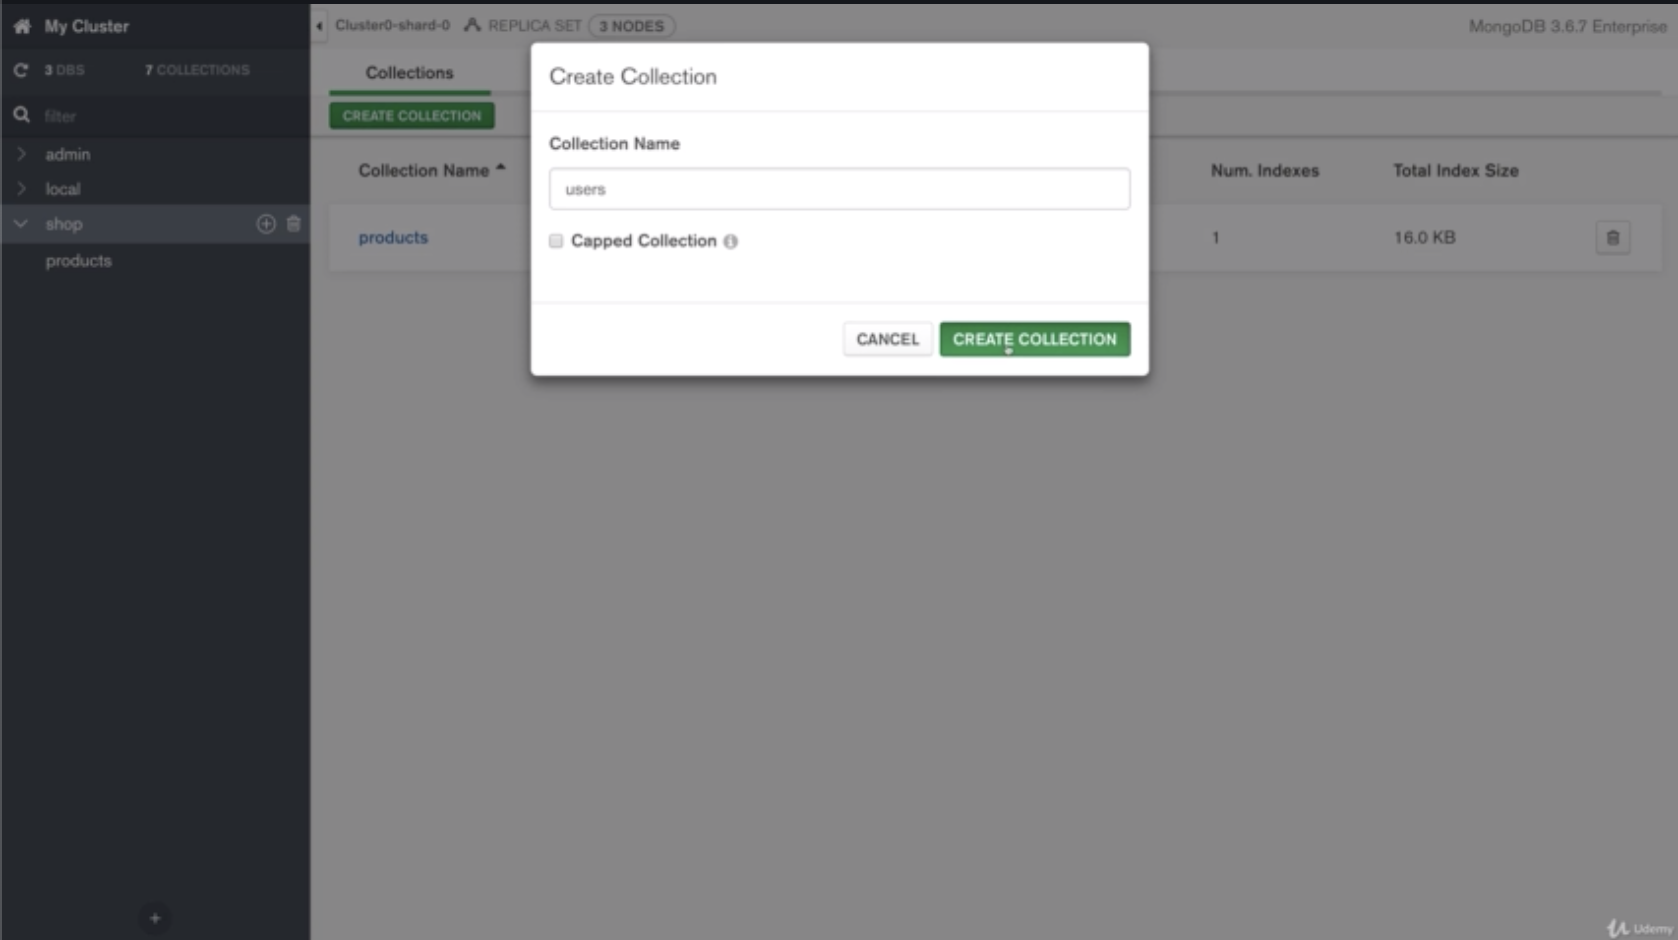 My Cluster
Cluster0-shard-0 REPLICA SET 3 NODES
MongoDB 3.6.7 Enterprise
3 DBS 7 COLLECTIONS
filter
admin
local
shop
products
Collections
CREATE COLLECTION
Collection Name
Num. Indexes
Total Index Size
products
1
16.0 KB
Create Collection
Collection Name
users
Capped Collection
CANCEL
CREATE COLLECTION
Udemy